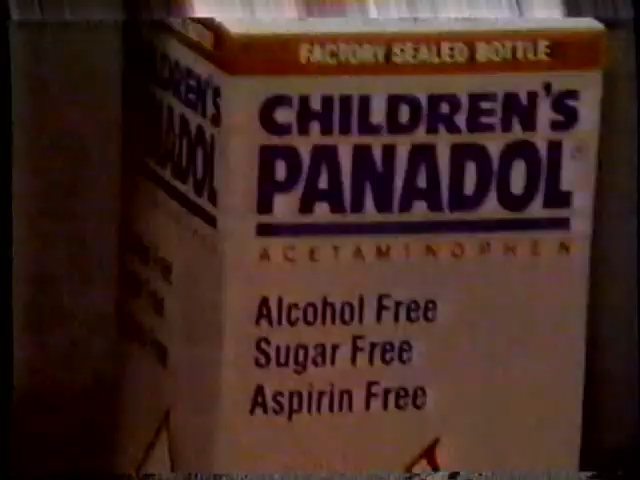 FACTORY SEALED BOTTLE
CHILDREN'S
PANADOL®
ACETAMINOPHEN
Alcohol Free
Sugar Free
Aspirin Free